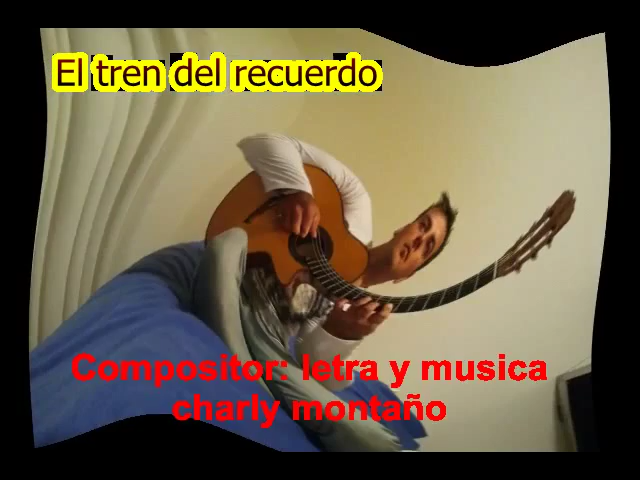 El tren del recuerdo
Compositor: letra y musica
charly montaño